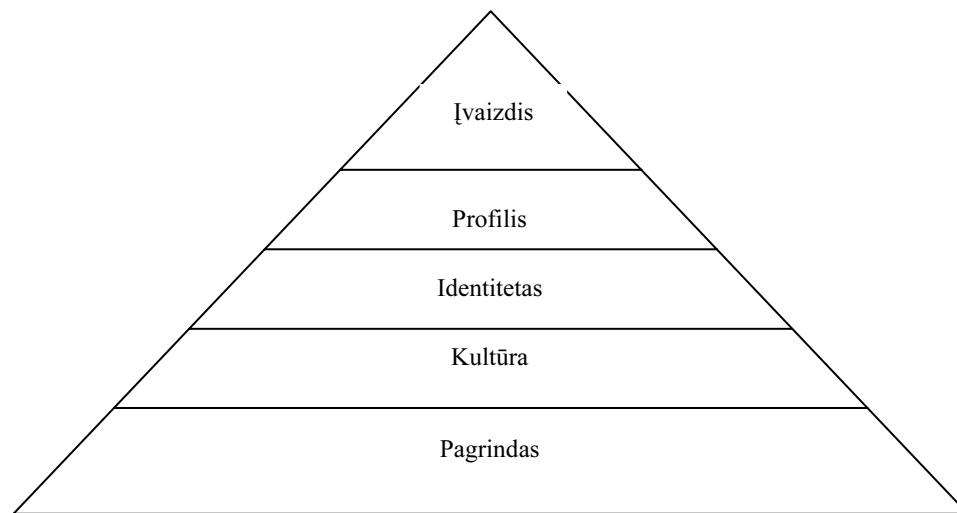 Įvaizdis
Profilis
Identitetas
Kultūra
Pagrindas